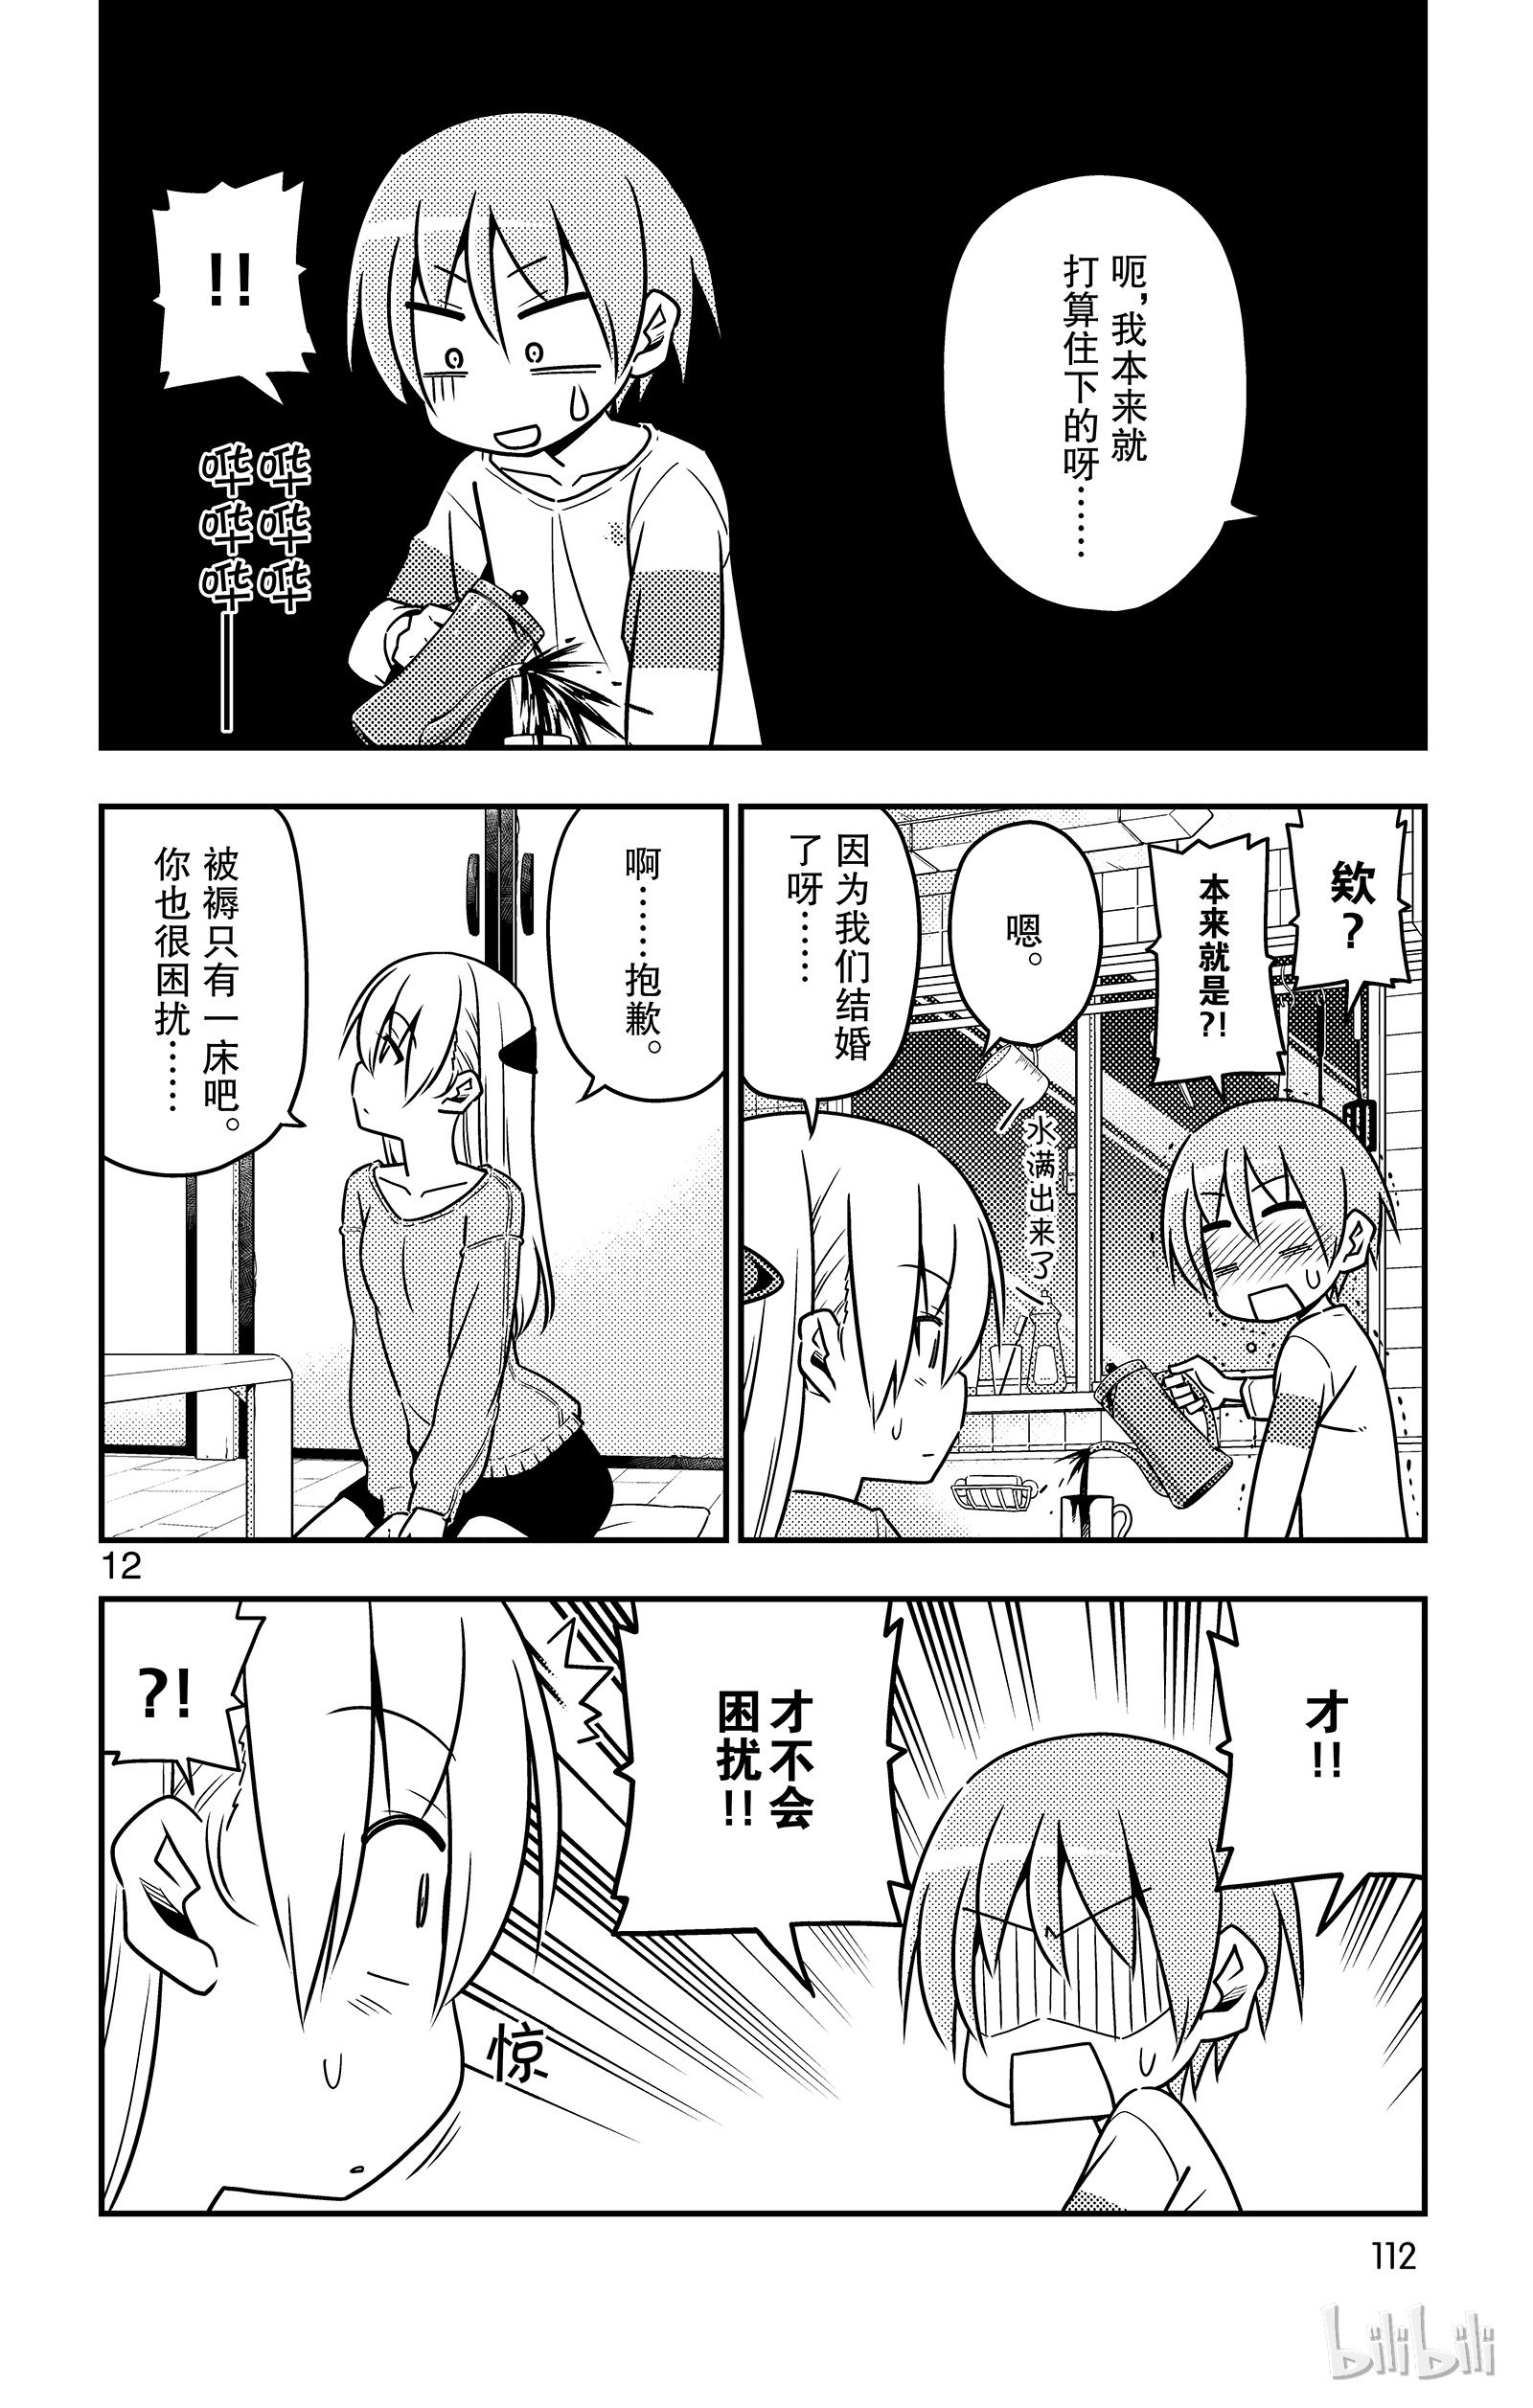 呃，我本来就
打算住下的呀……
!!
哗哗哗
哗哗哗——
欸？
本来就是?!
嗯。
因为我们结婚
了呀……
水满出来了
啊……抱歉。
被褥只有一床吧。
你也很困扰……
12
才!!
才不会
困扰!!
惊
?!
112
bilibili